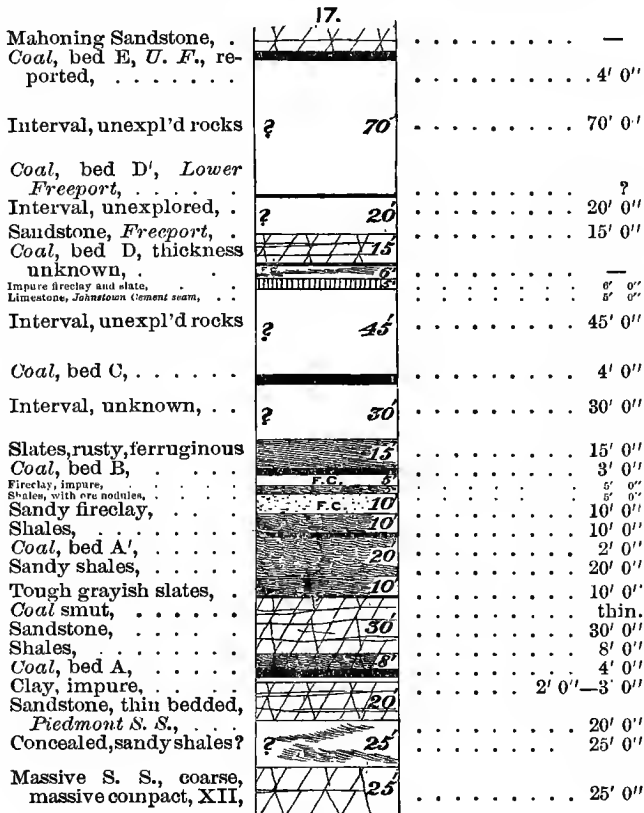 17.
Mahoning Sandstone, . . . . . . . . . . —
Coal, bed E, U. F., re-
ported, . . . . . . . . . . . . . . . . 4' 0"
Interval, unexpl'd rocks ? 70' . . . . . . . . . 70' 0"
Coal, bed D', Lower
Freeport, . . . . . . . . . . . . . . . ?
Interval, unexplored, . ? 20' . . . . . . . . . 20' 0"
Sandstone, Freeport, . 15' . . . . . . . . . 15' 0"
Coal, bed D, thickness
unknown, . . . . . . . . . . . . —
Impure fireclay and slate, F.C. 6' . . . . . . . . 6' 0"
Limestone, Johnstown Cement seam, . . 5' . . . . . . . . 5' 0"
Interval, unexpl'd rocks ? 45' . . . . . . . . . 45' 0"
Coal, bed C, . . . . . . . . . . . . . . . 4' 0"
Interval, unknown, . . ? 30' . . . . . . . . . 30' 0"
Slates, rusty, ferruginous 15' . . . . . . . . . 15' 0"
Coal, bed B, . . . . . . . . . . . . . . 3' 0"
Fireclay, impure, . . . F.C. 5' . . . . . . . . 5' 0"
Shales, with ore nodules, . . . . . . . . . . 5' 0"
Sandy fireclay, . . . . F.C. 10' . . . . . . . . . 10' 0"
Shales, . . . . . . . 10' . . . . . . . . . 10' 0"
Coal, bed A', . . . . . . . . . . . . . . 2' 0"
Sandy shales, . . . . 20' . . . . . . . . . 20' 0"
Tough grayish slates, . 10' . . . . . . . . . 10' 0"
Coal smut, . . . . . . . . . . . . . . . thin.
Sandstone, . . . . . . 30' . . . . . . . . . 30' 0"
Shales, . . . . . . . 8' . . . . . . . . . 8' 0"
Coal, bed A, . . . . . . . . . . . . . . 4' 0"
Clay, impure, . . . . . . . . . . . 2' 0"—3' 0"
Sandstone, thin bedded, 20'
Piedmont S. S., . . . . . . . . . . . . 20' 0"
Concealed, sandy shales? ? 25' . . . . . . . . . 25' 0"
Massive S. S., coarse,
massive compact, XII, 25' . . . . . . . . . 25' 0"